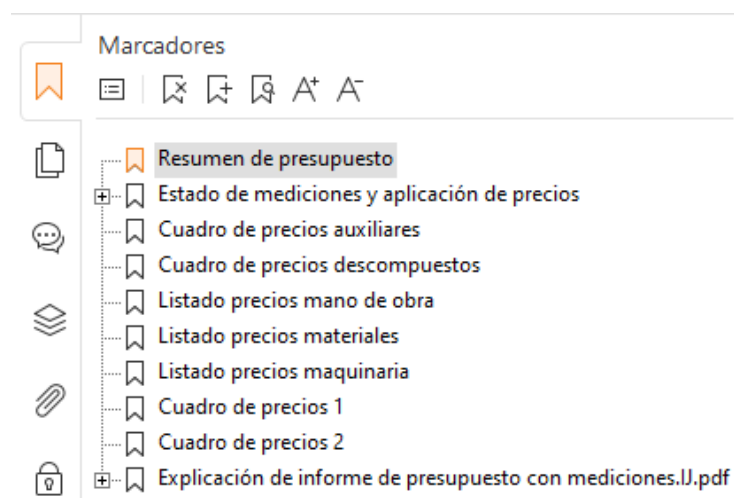 Marcadores
A+ A-
Resumen de presupuesto
Estado de mediciones y aplicación de precios
Cuadro de precios auxiliares
Cuadro de precios descompuestos
Listado precios mano de obra
Listado precios materiales
Listado precios maquinaria
Cuadro de precios 1
Cuadro de precios 2
Explicación de informe de presupuesto con mediciones.IJ.pdf